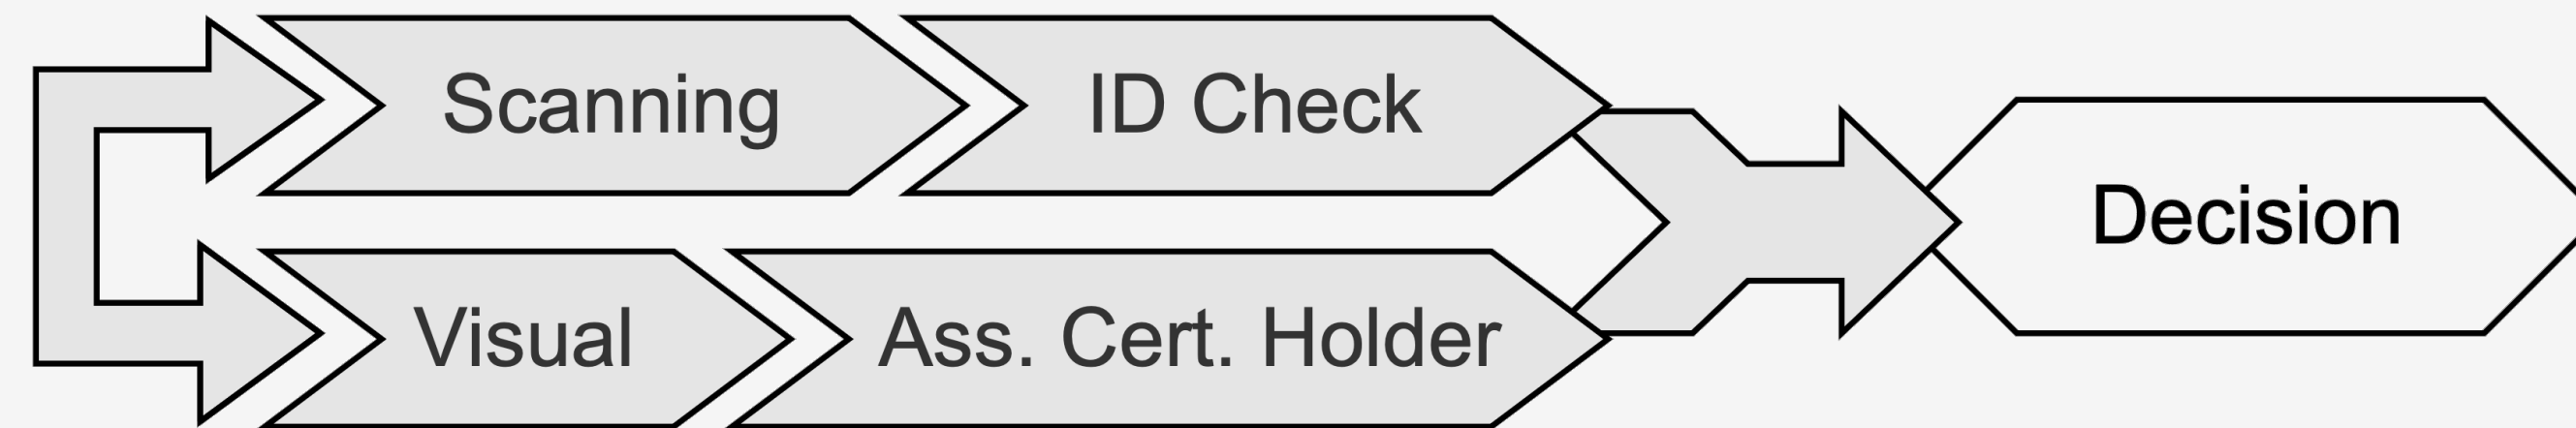 Scanning
ID Check
Visual
Ass. Cert. Holder
Decision